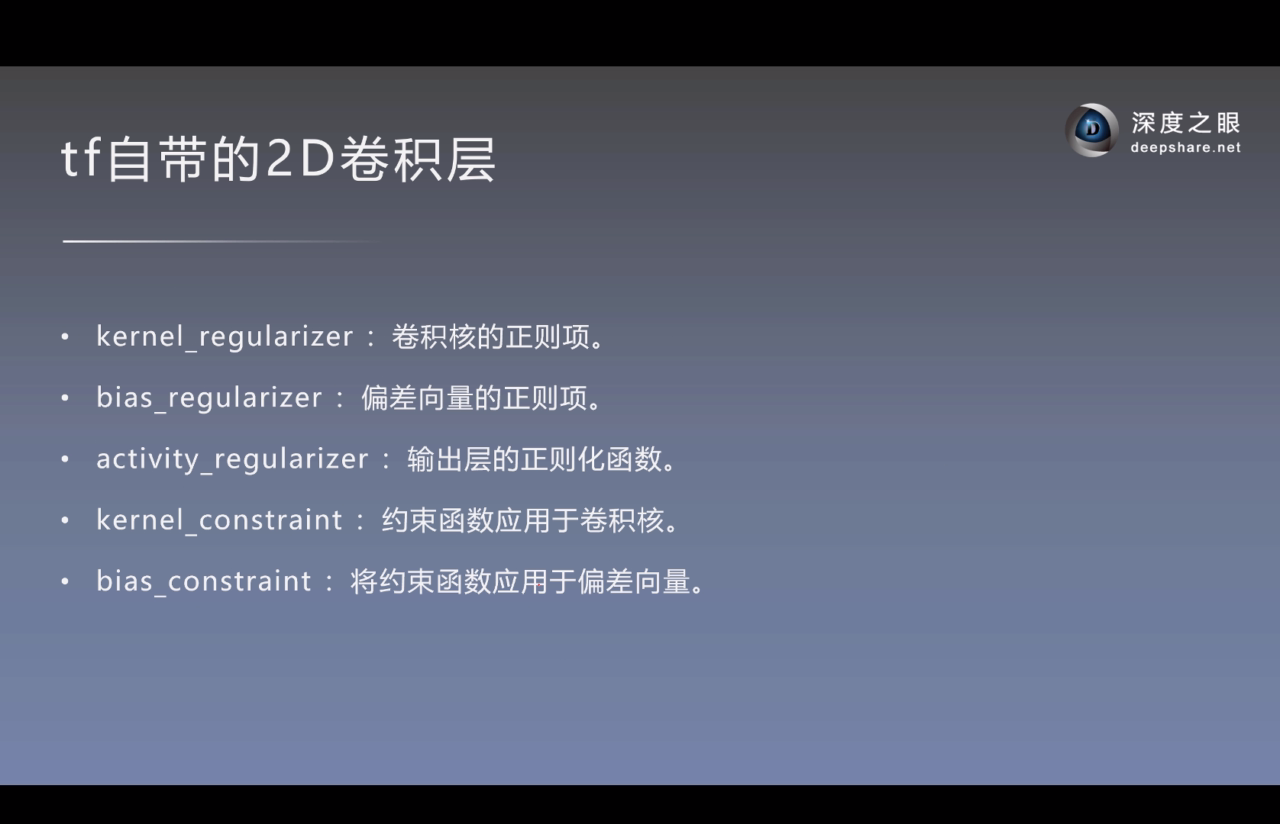 深度之眼
deepshare.net
tf自带的2D卷积层
• kernel_regularizer : 卷积核的正则项。
• bias_regularizer : 偏差向量的正则项。
• activity_regularizer : 输出层的正则化函数。
• kernel_constraint : 约束函数应用于卷积核。
• bias_constraint : 将约束函数应用于偏差向量。